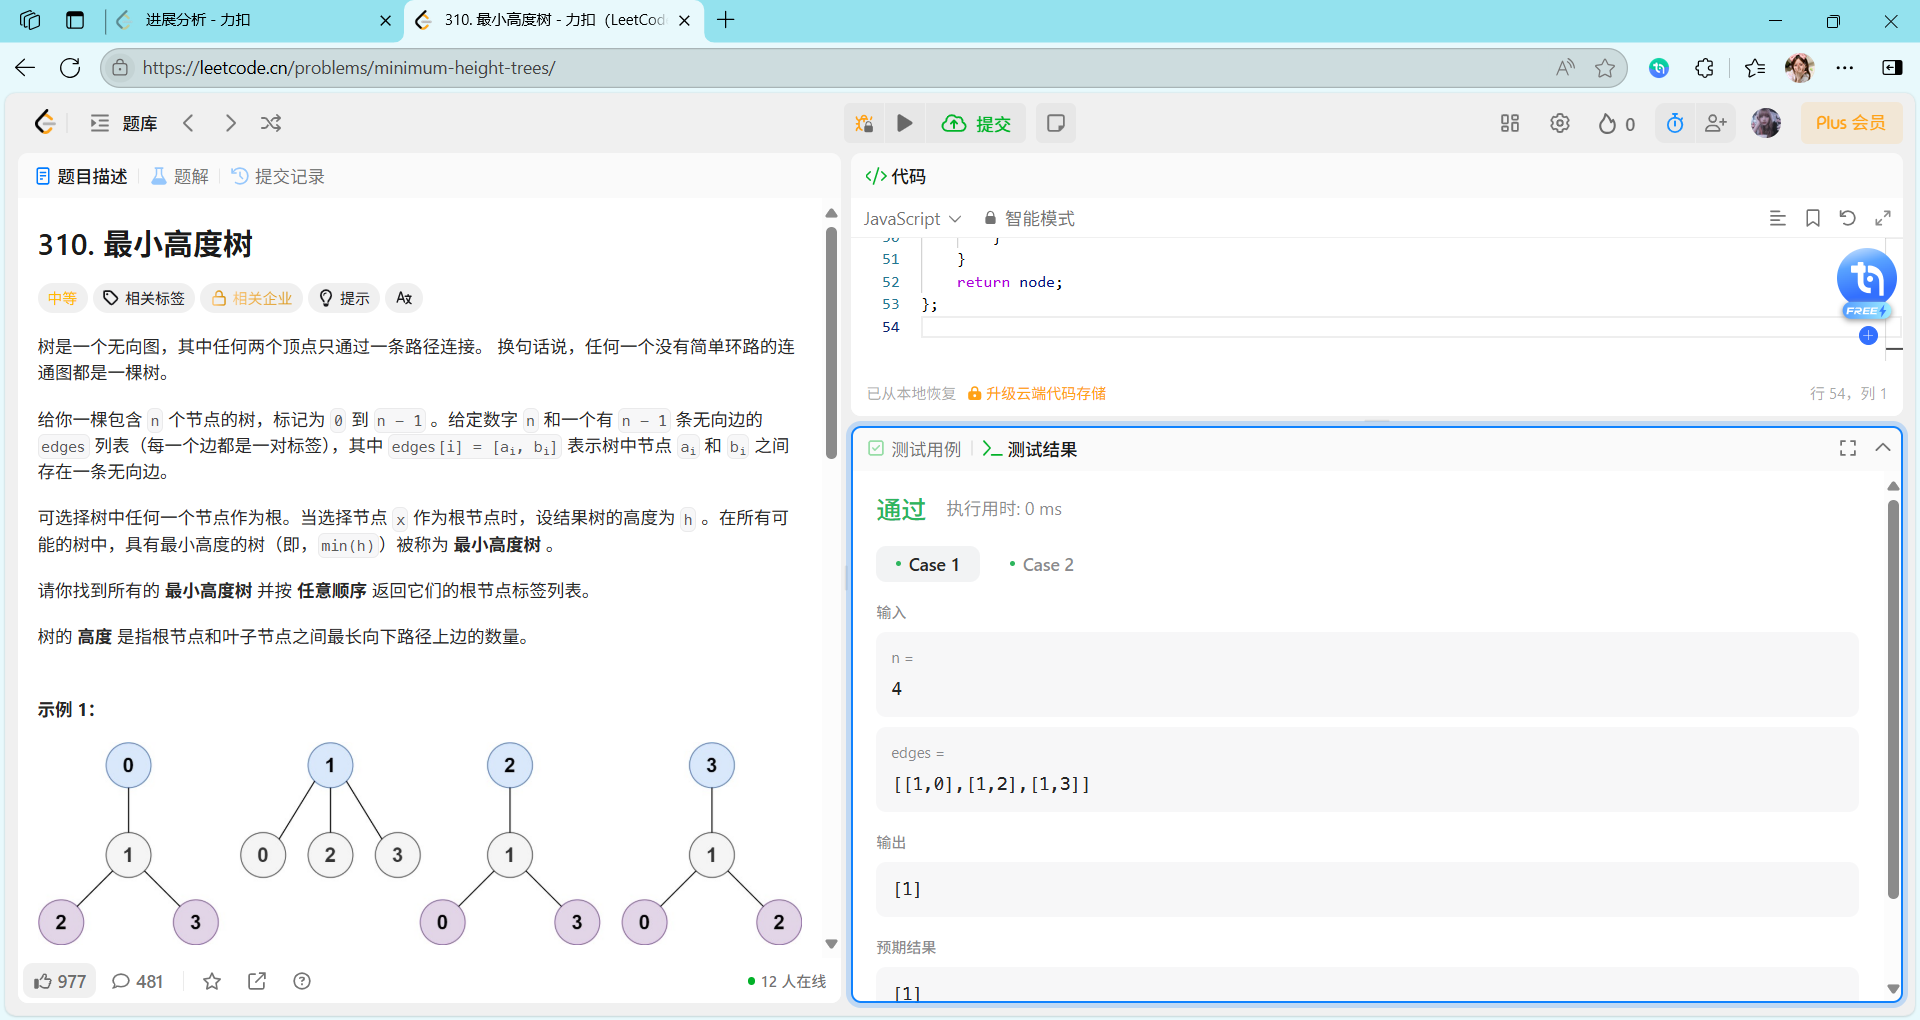 进展分析 - 力扣
310. 最小高度树 - 力扣（LeetCod
https://leetcode.cn/problems/minimum-height-trees/
题库
提交
0
Plus 会员
题目描述
题解
提交记录
310. 最小高度树
中等
相关标签
相关企业
提示
树是一个无向图，其中任何两个顶点只通过一条路径连接。 换句话说，任何一个没有简单环路的连
通图都是一棵树。
给你一棵包含 n 个节点的树，标记为 0 到 n - 1 。给定数字 n 和一个有 n - 1 条无向边的
edges 列表（每一个边都是一对标签），其中 edges[i] = [ai, bi] 表示树中节点 ai 和 bi 之间
存在一条无向边。
可选择树中任何一个节点作为根。当选择节点 x 作为根节点时，设结果树的高度为 h 。在所有可
能的树中，具有最小高度的树（即，min(h)）被称为 最小高度树 。
请你找到所有的 最小高度树 并按 任意顺序 返回它们的根节点标签列表。
树的 高度 是指根节点和叶子节点之间最长向下路径上边的数量。
示例 1：
0 1 2 3
1 0 2 3 1 1
2 3 0 3 0 2
977
481
12 人在线
</> 代码
JavaScript
智能模式
50 }
51 }
52 return node;
53 };
54
FREE
已从本地恢复
升级云端代码存储
行 54，列 1
测试用例
测试结果
通过
执行用时: 0 ms
Case 1
Case 2
输入
n =
4
edges =
[[1,0],[1,2],[1,3]]
输出
[1]
预期结果
[1]